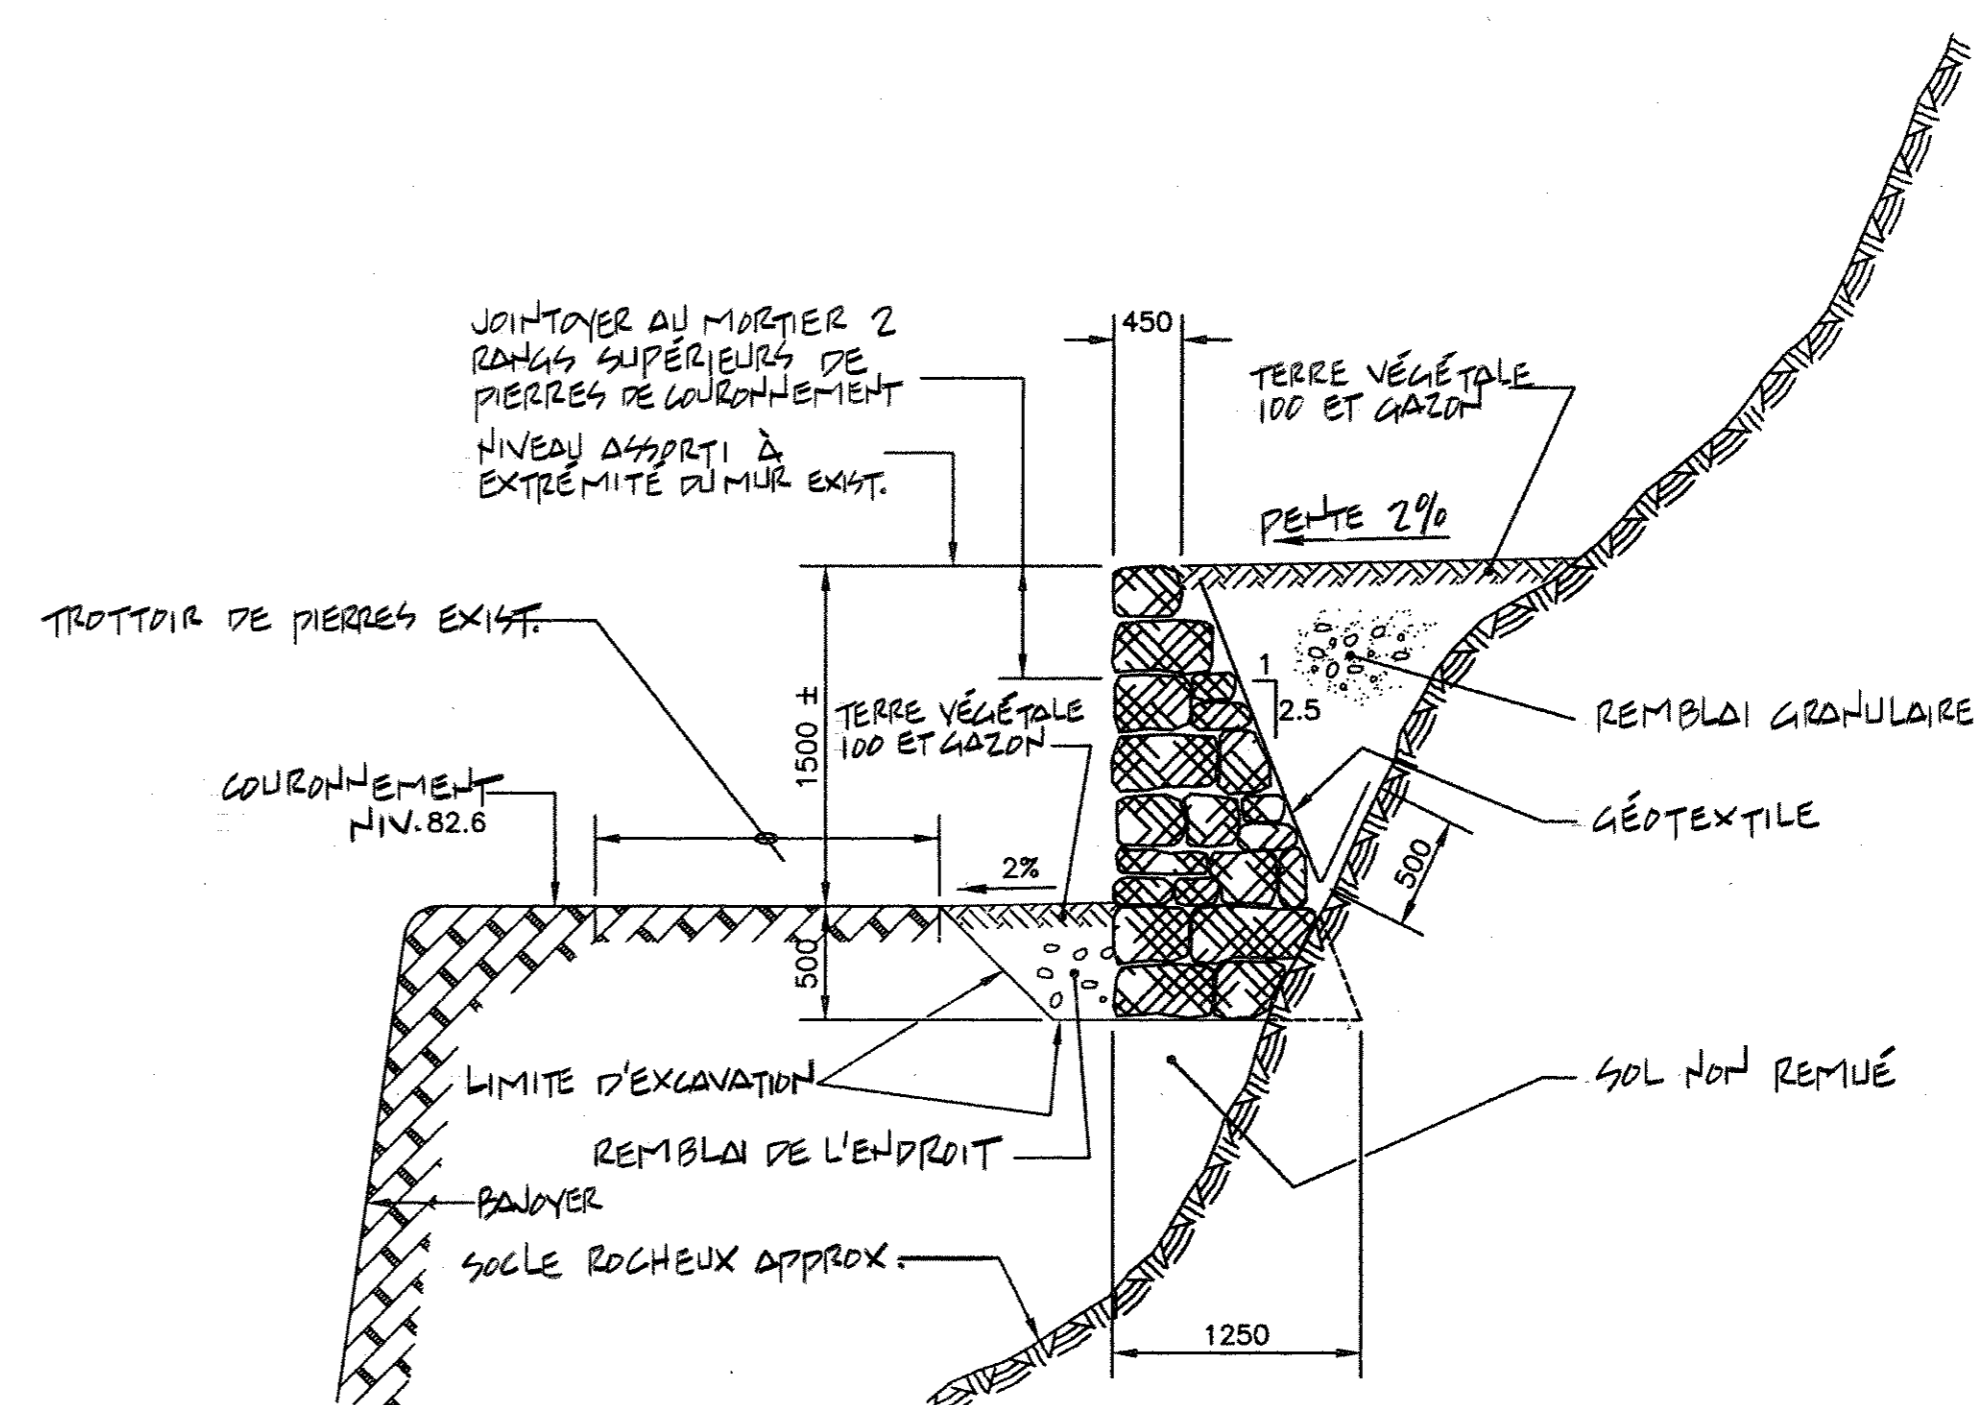 JOINTOYER AU MORTIER 2
RANGS SUPÉRIEURS DE
PIERRES DE COURONNEMENT
NIVEAU ASSORTI À
EXTRÉMITÉ DU MUR EXIST.
450
TERRE VÉGÉTALE
100 ET GAZON
PENTE 2%
TROTTOIR DE PIERRES EXIST.
1500 ±
TERRE VÉGÉTALE
100 ET GAZON
1
2.5
REMBLAI GRANULAIRE
COURONNEMENT
NIV. 82.6
GÉOTEXTILE
2%
500
500
LIMITE D'EXCAVATION
SOL NON REMUÉ
REMBLAI DE L'ENDROIT
BAJOYER
SOCLE ROCHEUX APPROX.
1250